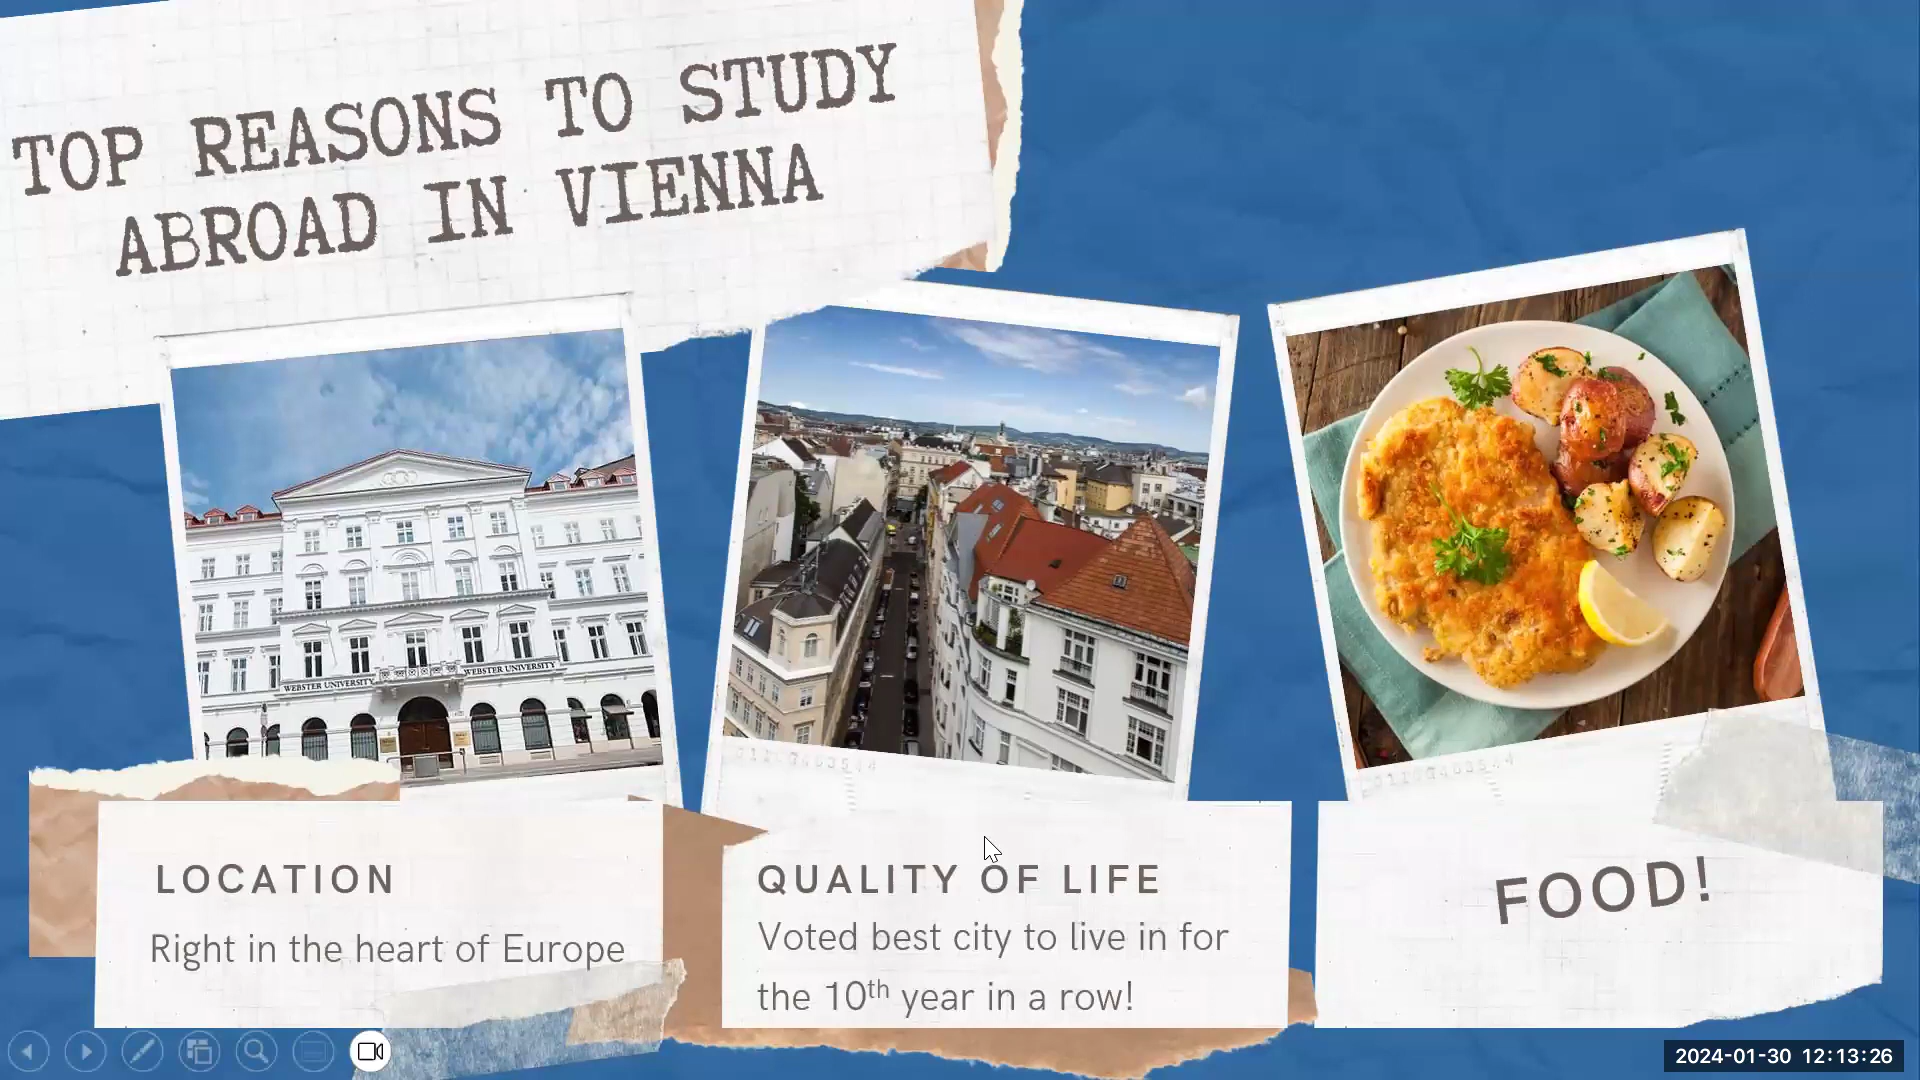 TOP REASONS TO STUDY
ABROAD IN VIENNA
WEBSTER UNIVERSITY
WEBSTER UNIVERSITY
LOCATION
Right in the heart of Europe
QUALITY OF LIFE
Voted best city to live in for
the 10th year in a row!
FOOD!
2024-01-30 12:13:26